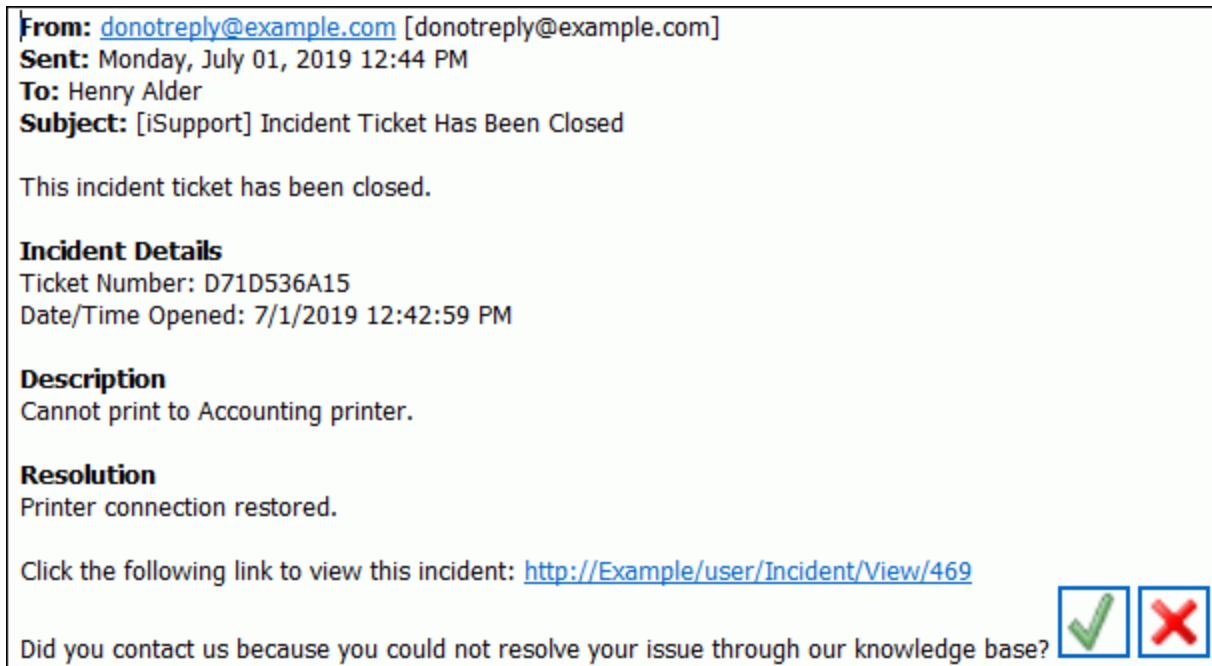 From: donotreply@example.com [donotreply@example.com]
Sent: Monday, July 01, 2019 12:44 PM
To: Henry Alder
Subject: [iSupport] Incident Ticket Has Been Closed
This incident ticket has been closed.
Incident Details
Ticket Number: D71D536A15
Date/Time Opened: 7/1/2019 12:42:59 PM
Description
Cannot print to Accounting printer.
Resolution
Printer connection restored.
Click the following link to view this incident: http://Example/user/Incident/View/469
Did you contact us because you could not resolve your issue through our knowledge base?